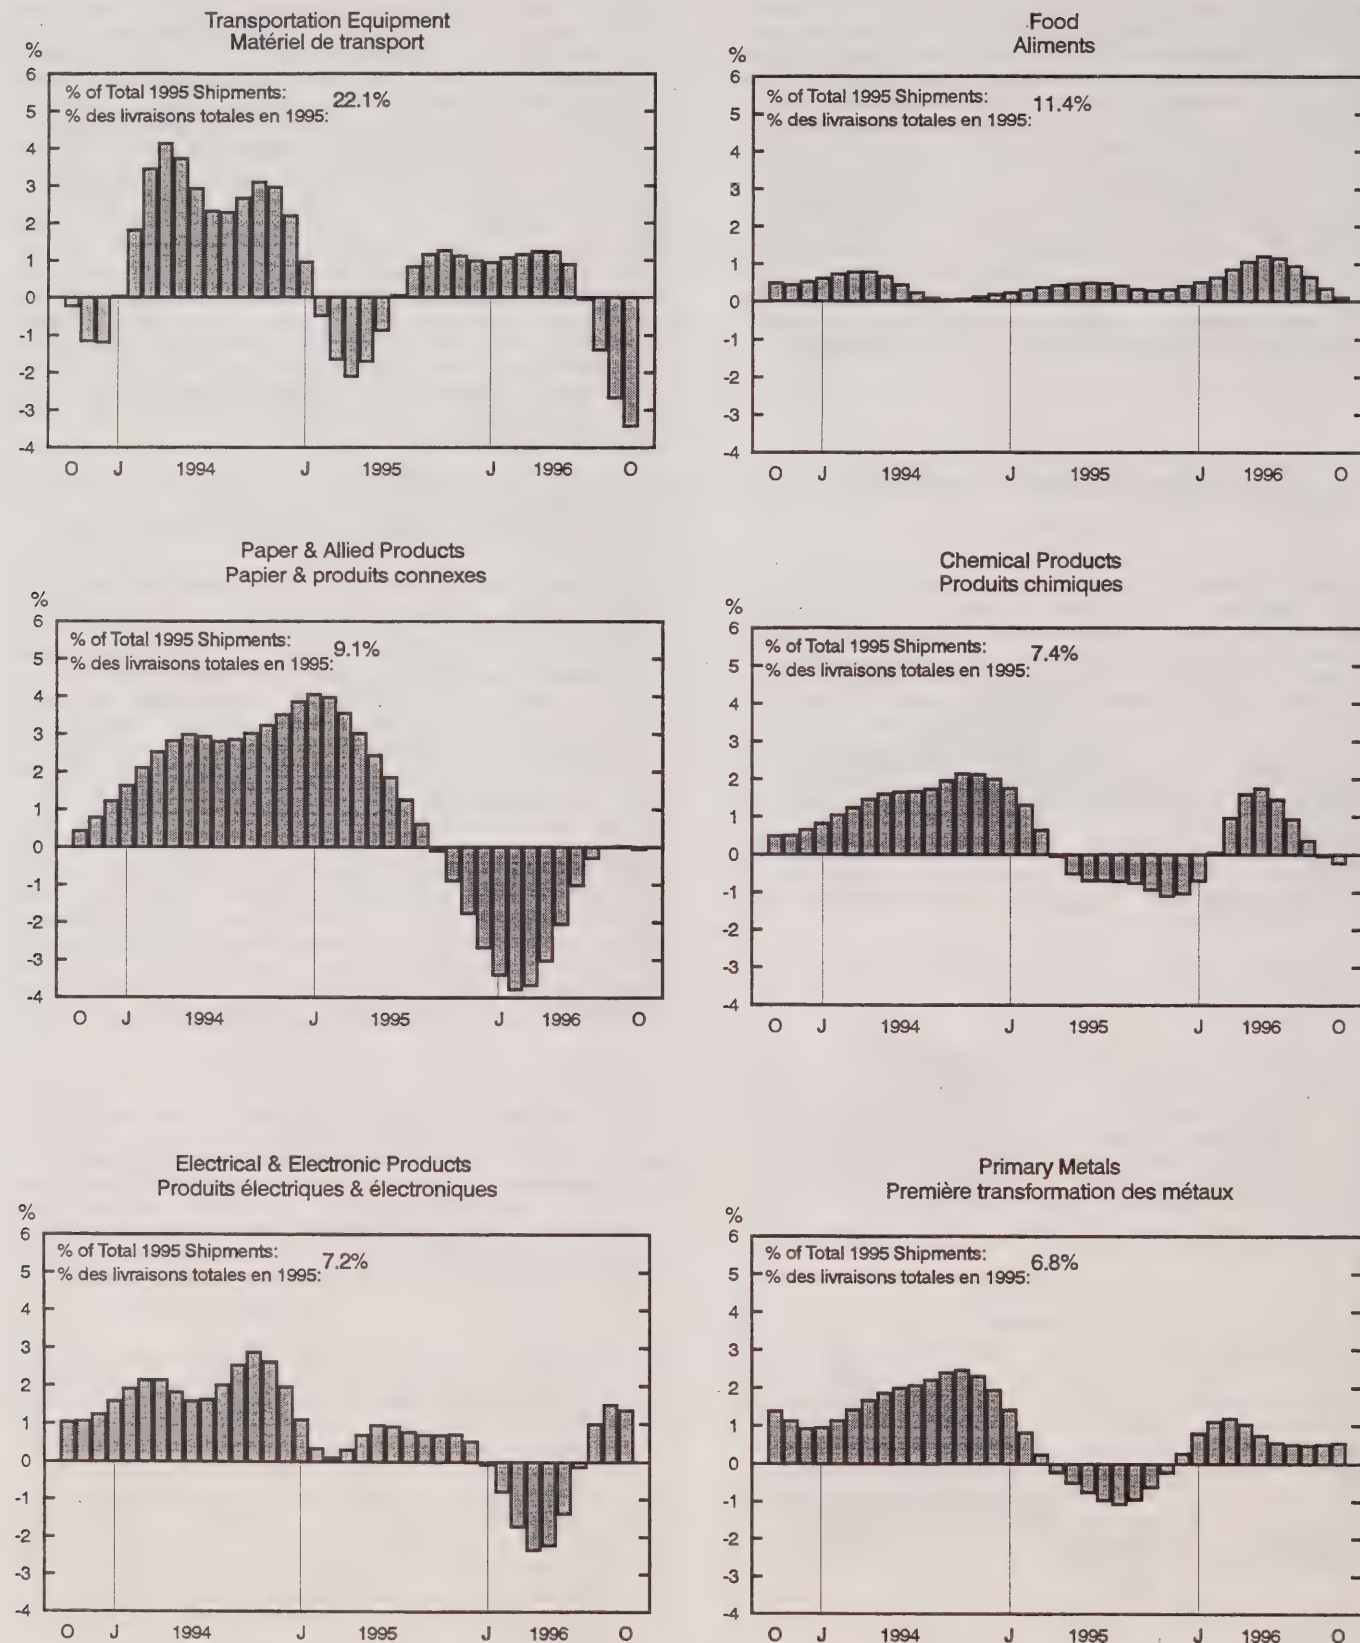 Transportation Equipment
Matériel de transport
%
% of Total 1995 Shipments: 22.1%
% des livraisons totales en 1995:
6
5
4
3
2
1
0
-1
-2
-3
-4
O J 1994 J 1995 J 1996 O
Food
Aliments
%
% of Total 1995 Shipments: 11.4%
% des livraisons totales en 1995:
6
5
4
3
2
1
0
-1
-2
-3
-4
O J 1994 J 1995 J 1996 O
Paper & Allied Products
Papier & produits connexes
%
% of Total 1995 Shipments: 9.1%
% des livraisons totales en 1995:
6
5
4
3
2
1
0
-1
-2
-3
-4
O J 1994 J 1995 J 1996 O
Chemical Products
Produits chimiques
%
% of Total 1995 Shipments: 7.4%
% des livraisons totales en 1995:
6
5
4
3
2
1
0
-1
-2
-3
-4
O J 1994 J 1995 J 1996 O
Electrical & Electronic Products
Produits électriques & électroniques
%
% of Total 1995 Shipments: 7.2%
% des livraisons totales en 1995:
6
5
4
3
2
1
0
-1
-2
-3
-4
O J 1994 J 1995 J 1996 O
Primary Metals
Première transformation des métaux
%
% of Total 1995 Shipments: 6.8%
% des livraisons totales en 1995:
6
5
4
3
2
1
0
-1
-2
-3
-4
O J 1994 J 1995 J 1996 O